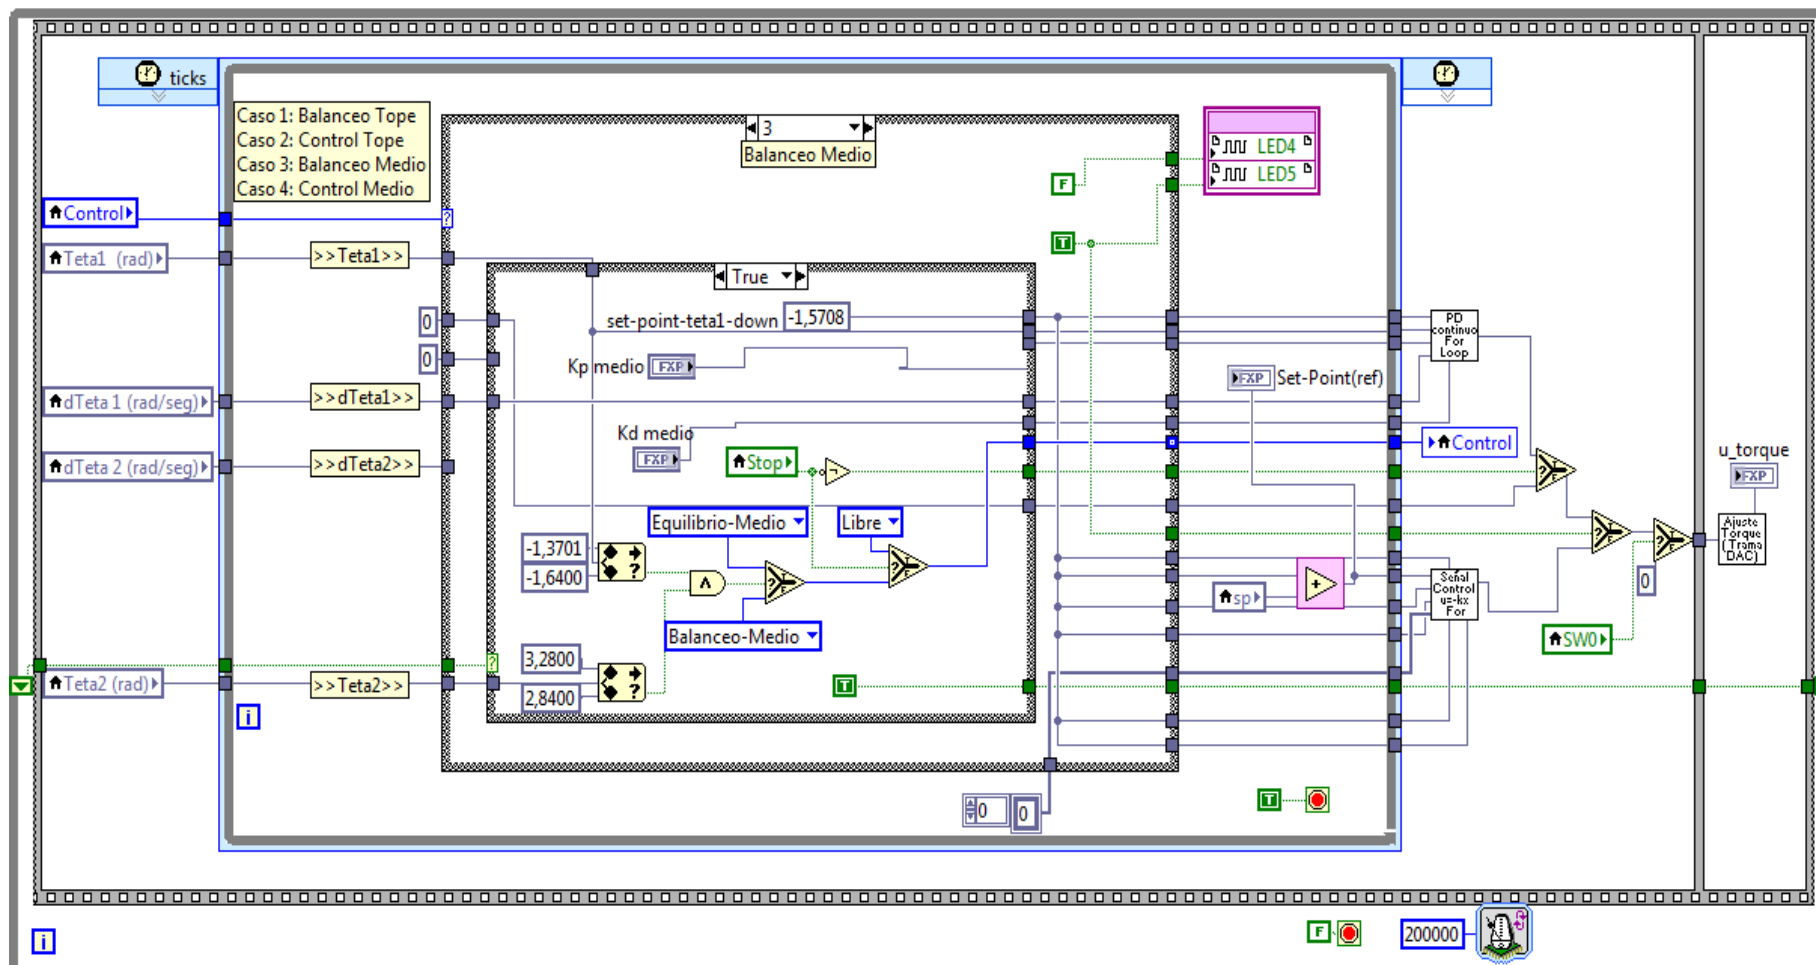 ticks
Caso 1: Balanceo Tope
Caso 2: Control Tope
Caso 3: Balanceo Medio
Caso 4: Control Medio
3
Balanceo Medio
LED4
LED5
F
T
Control
?
Teta1 (rad)
>>Teta1>>
True
0
set-point-teta1-down
-1,5708
PD
continuo
For
Loop
0
Kp medio
FXP
FXP
Set-Point(ref)
dTeta 1 (rad/seg)
>>dTeta1>>
Kd medio
FXP
Control
dTeta 2 (rad/seg)
>>dTeta2>>
Stop
u_torque
FXP
Equilibrio-Medio
Libre
-1,3701
-1,6400
Ajuste
Torque
(Trama
DAC)
0
sp
Señal
Control
u=-kx
For
Balanceo-Medio
SW0
3,2800
?
Teta2 (rad)
>>Teta2>>
2,8400
T
i
0
0
T
i
F
200000